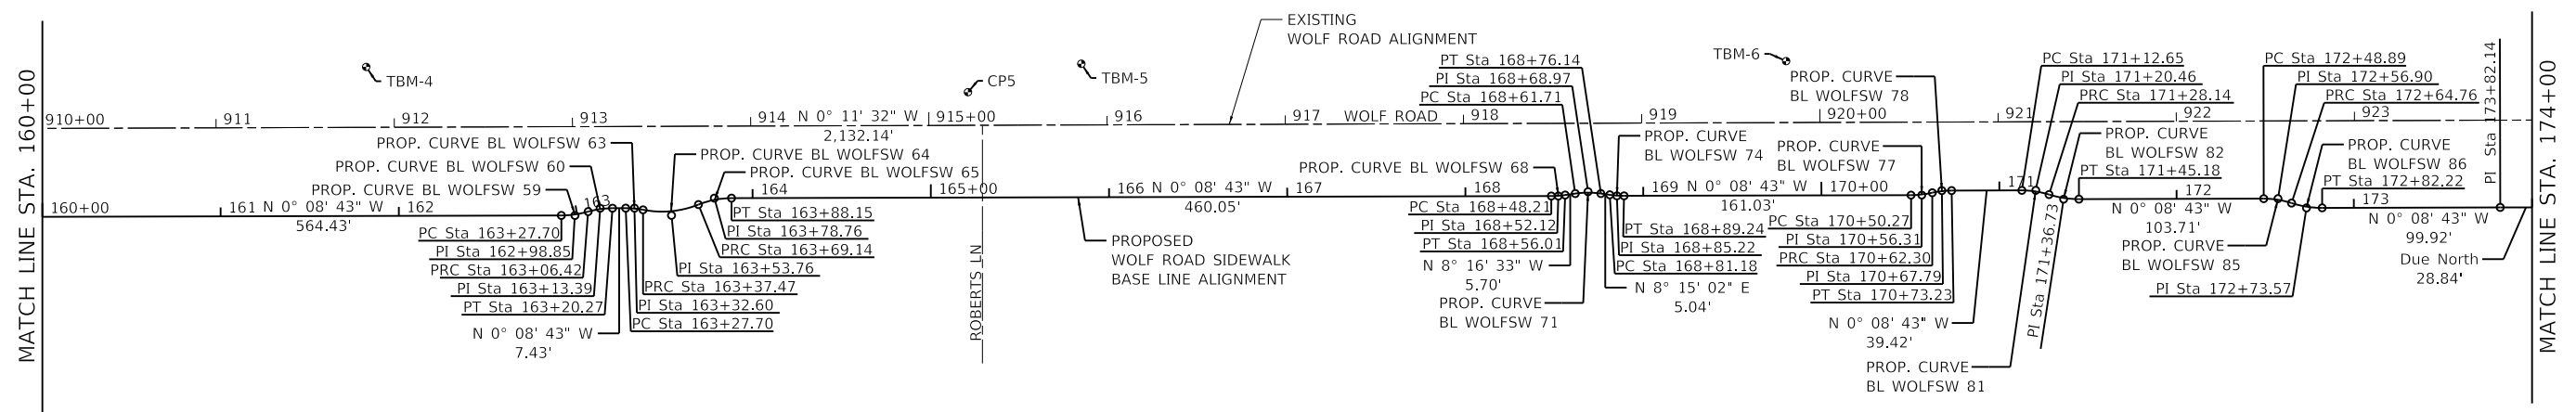 MATCH LINE STA. 160+00
TBM-4
CP5
TBM-5
EXISTING
WOLF ROAD ALIGNMENT
TBM-6
910+00
911
912
913
914
N 0° 11' 32" W
2,132.14'
915+00
916
917
WOLF ROAD
918
919
920+00
921
922
923
PROP. CURVE BL WOLFSW 63
PROP. CURVE BL WOLFSW 60
PROP. CURVE BL WOLFSW 59
PROP. CURVE BL WOLFSW 64
PROP. CURVE BL WOLFSW 65
160+00
161
N 0° 08' 43" W
564.43'
162
163
164
165+00
166
N 0° 08' 43" W
460.05'
167
168
169
N 0° 08' 43" W
161.03'
170+00
171
172
N 0° 08' 43" W
103.71'
173
N 0° 08' 43" W
99.92'
Due North
28.84'
PC Sta 163+27.70
PI Sta 162+98.85
PRC Sta 163+06.42
PI Sta 163+13.39
PT Sta 163+20.27
N 0° 08' 43" W
7.43'
PT Sta 163+88.15
PI Sta 163+78.76
PRC Sta 163+69.14
PI Sta 163+53.76
PRC Sta 163+37.47
PI Sta 163+32.60
PC Sta 163+27.70
ROBERTS LN
PROPOSED
WOLF ROAD SIDEWALK
BASE LINE ALIGNMENT
PT Sta 168+76.14
PI Sta 168+68.97
PC Sta 168+61.71
PROP. CURVE BL WOLFSW 68
PROP. CURVE
BL WOLFSW 74
PC Sta 168+48.21
PI Sta 168+52.12
PT Sta 168+56.01
N 8° 16' 33" W
5.70'
PROP. CURVE
BL WOLFSW 71
PT Sta 168+89.24
PI Sta 168+85.22
PC Sta 168+81.18
N 8° 15' 02" E
5.04'
PROP. CURVE
BL WOLFSW 78
PROP. CURVE
BL WOLFSW 77
PC Sta 170+50.27
PI Sta 170+56.31
PRC Sta 170+62.30
PI Sta 170+67.79
PT Sta 170+73.23
N 0° 08' 43" W
39.42'
PROP. CURVE
BL WOLFSW 81
PC Sta 171+12.65
PI Sta 171+20.46
PRC Sta 171+28.14
PROP. CURVE
BL WOLFSW 82
PT Sta 171+45.18
PI Sta 171+36.73
PC Sta 172+48.89
PI Sta 172+56.90
PRC Sta 172+64.76
PROP. CURVE
BL WOLFSW 86
PT Sta 172+82.22
PROP. CURVE
BL WOLFSW 85
PI Sta 172+73.57
PI Sta 173+82.14
MATCH LINE STA. 174+00